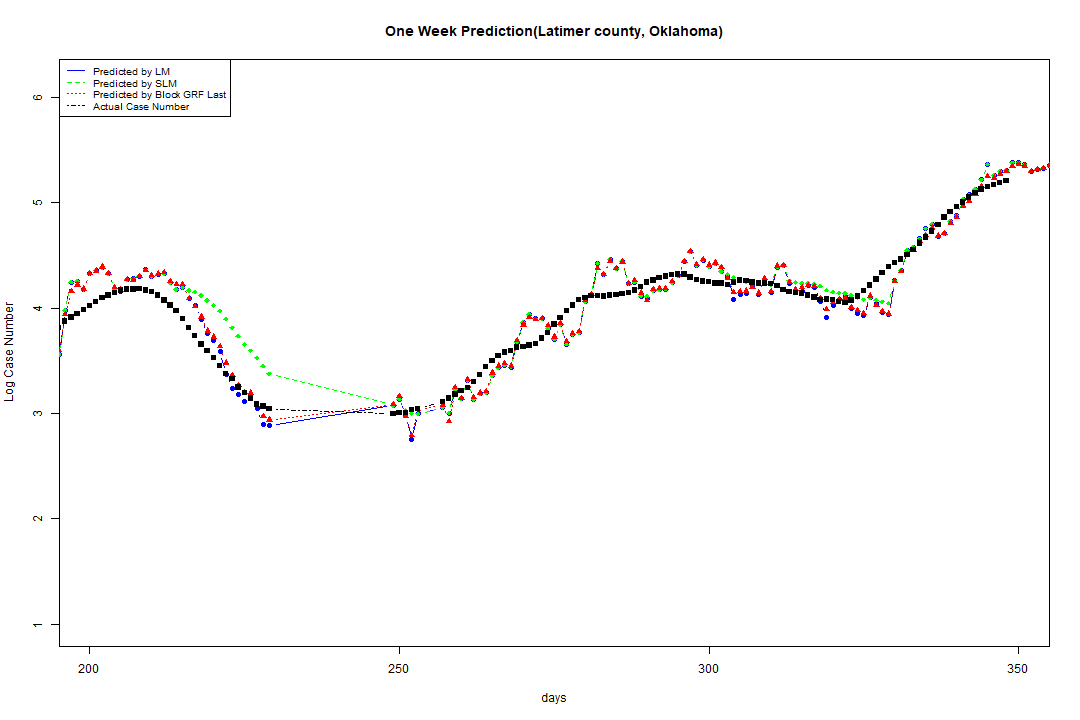 One Week Prediction(Latimer county, Oklahoma)
Predicted by LM
Predicted by SLM
Predicted by Block GRF Last
Actual Case Number
6
5
4
3
2
1
Log Case Number
200
250
300
350
days